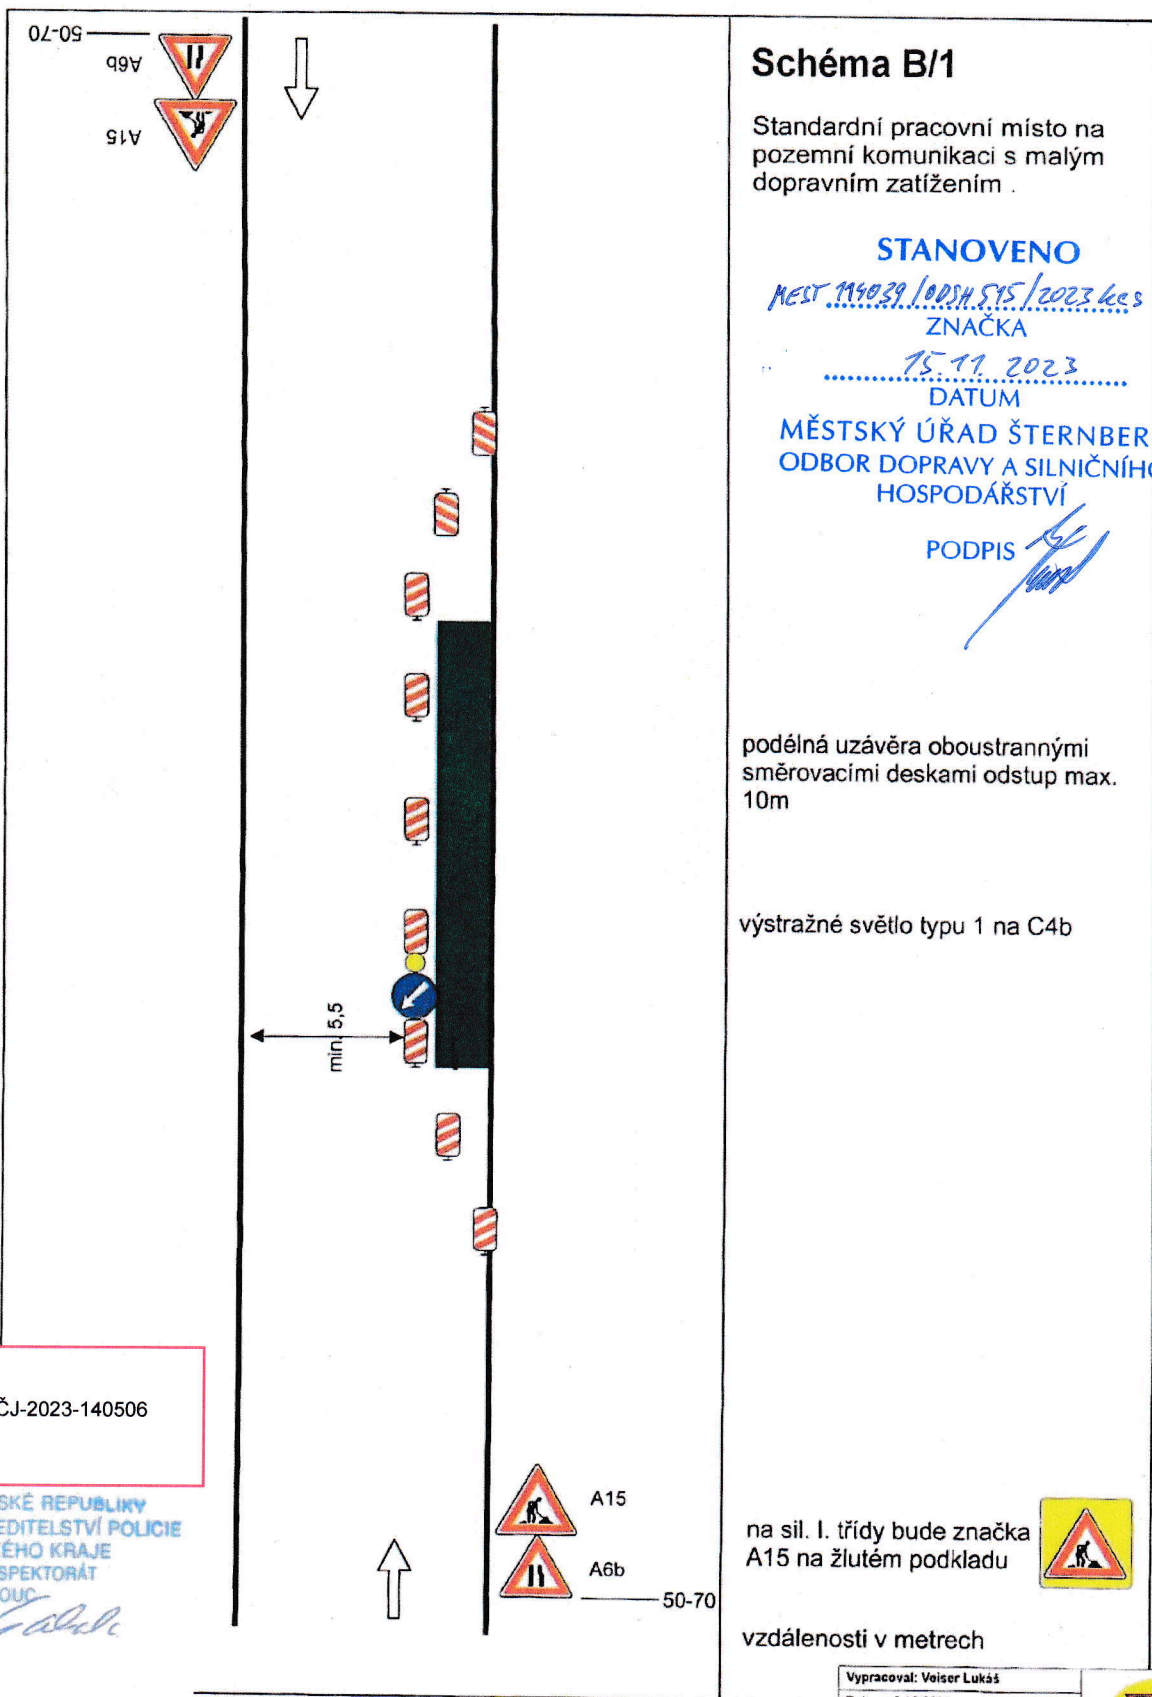 50-70
A6b
A15
Schéma B/1
Standardní pracovní místo na
pozemní komunikaci s malým
dopravním zatížením .
STANOVENO
MEST 114039/ODSH 515/2023 kes
ZNAČKA
15.11. 2023
DATUM
MĚSTSKÝ ÚŘAD ŠTERNBER
ODBOR DOPRAVY A SILNIČNÍHO
HOSPODÁŘSTVÍ
PODPIS
podélná uzávěra oboustrannými
směrovacími deskami odstup max.
10m
výstražné světlo typu 1 na C4b
min. 5,5
ČJ-2023-140506
SKÉ REPUBLIKY
EDITELSTVÍ POLICIE
ÉHO KRAJE
SPEKTORÁT
OUC
A15
A6b
50-70
na sil. I. třídy bude značka
A15 na žlutém podkladu
vzdálenosti v metrech
Vypracoval: Voiser Lukáš